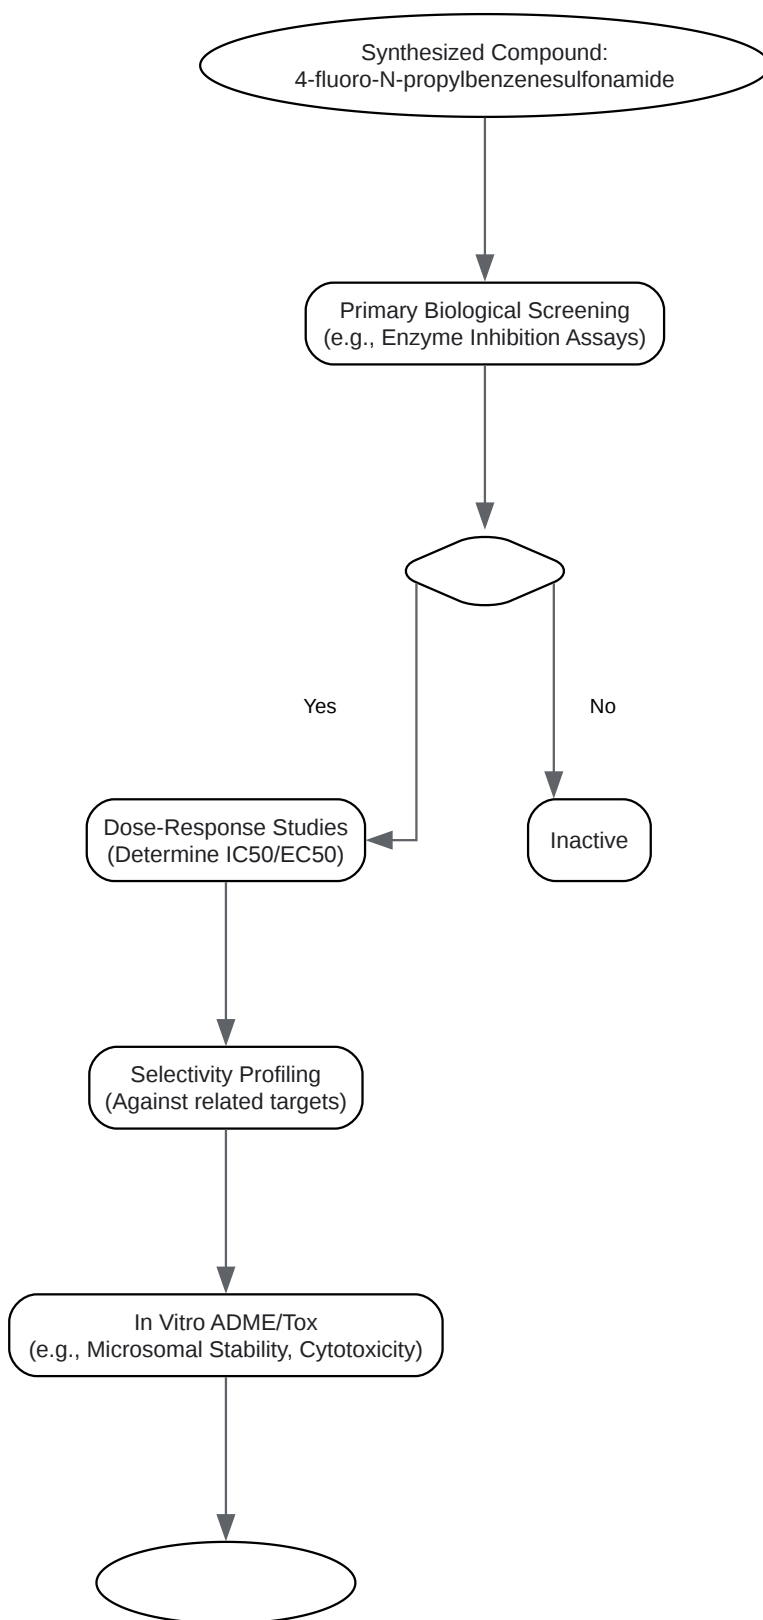 Synthesized Compound:
4-fluoro-N-propylbenzenesulfonamide
Primary Biological Screening
(e.g., Enzyme Inhibition Assays)
Yes
No
Dose-Response Studies
(Determine IC50/EC50)
Inactive
Selectivity Profiling
(Against related targets)
In Vitro ADME/Tox
(e.g., Microsomal Stability, Cytotoxicity)